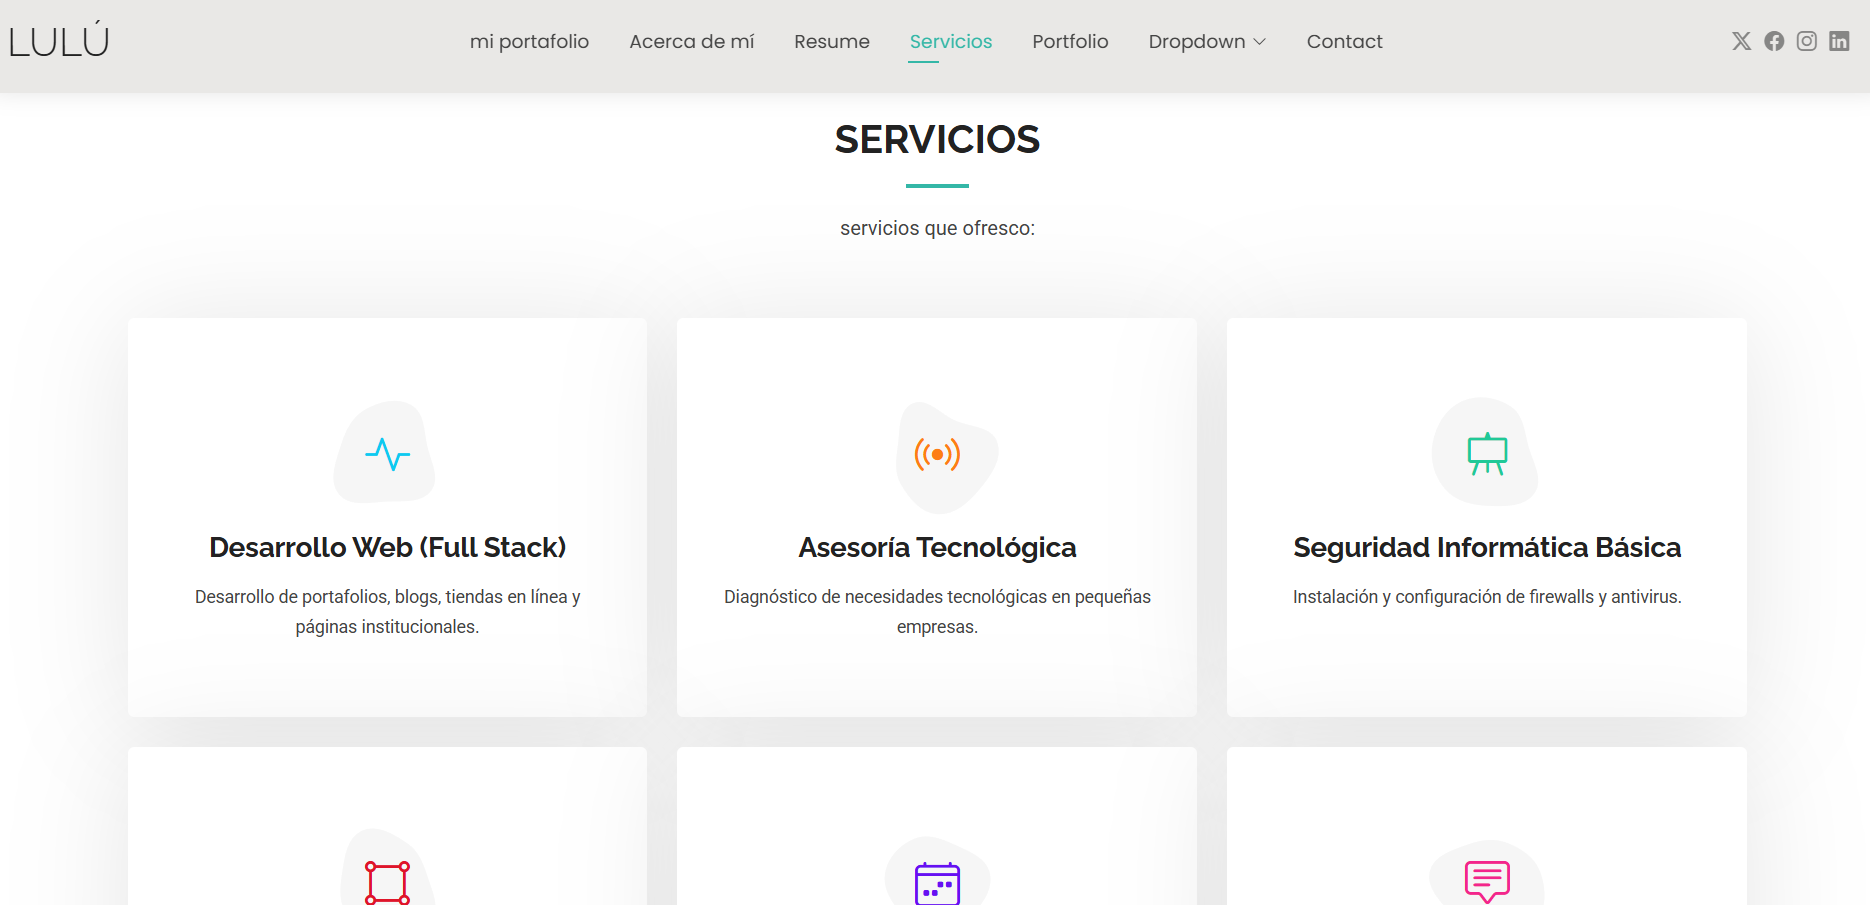 LULÚ
mi portafolio
Acerca de mí
Resume
Servicios
Portfolio
Dropdown
Contact
SERVICIOS
servicios que ofresco:
Desarrollo Web (Full Stack)
Desarrollo de portafolios, blogs, tiendas en línea y
páginas institucionales.
Asesoría Tecnológica
Diagnóstico de necesidades tecnológicas en pequeñas
empresas.
Seguridad Informática Básica
Instalación y configuración de firewalls y antivirus.